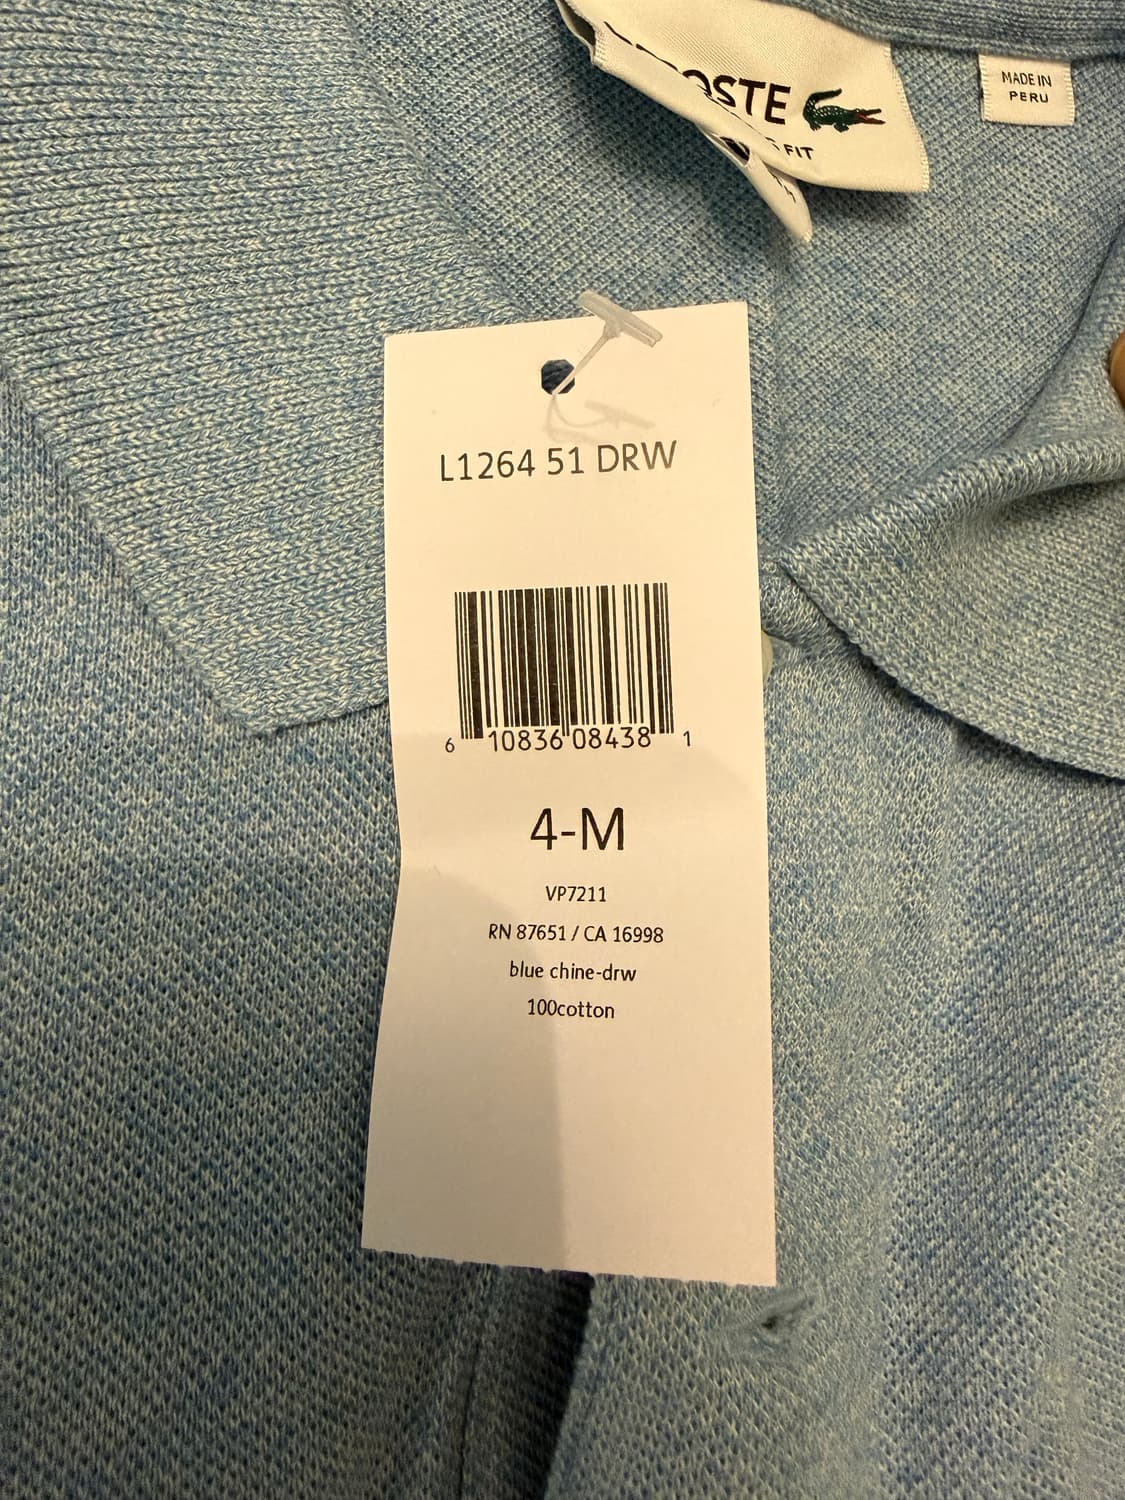 LACOSTE
FIT
MADE IN
PERU
L1264 51 DRW
6 10836 08438 1
4-M
VP7211
RN 87651 / CA 16998
blue chine-drw
100cotton